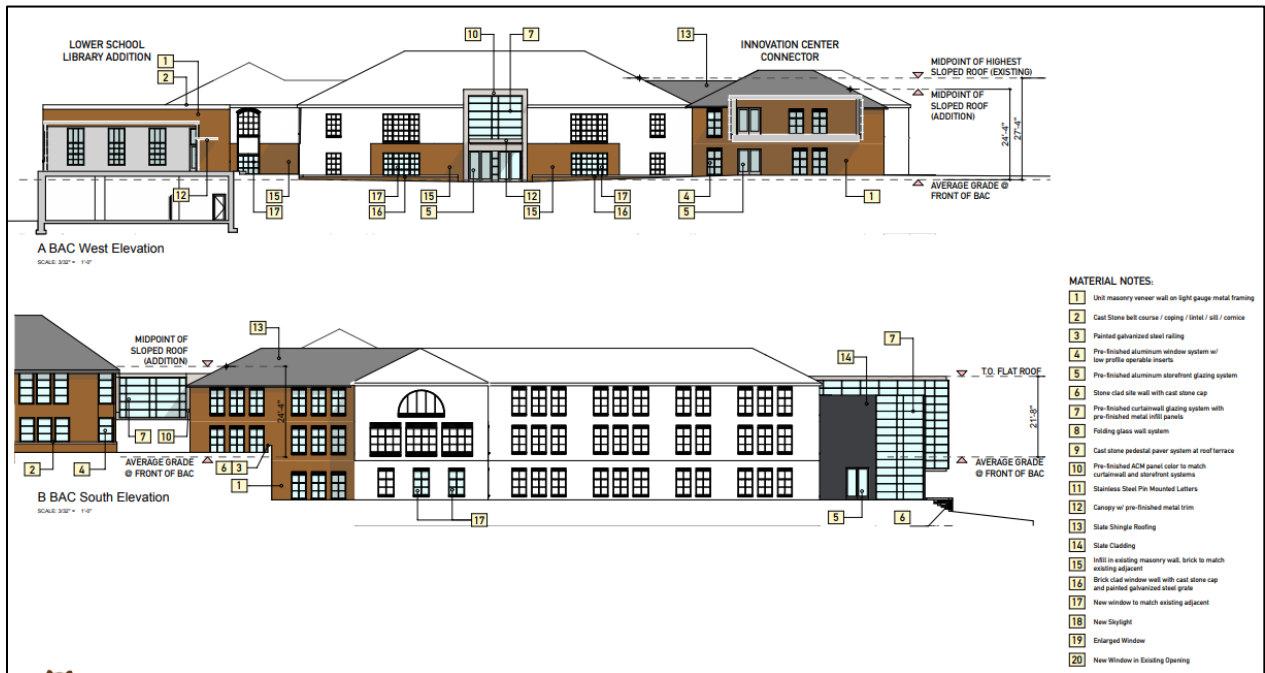 LOWER SCHOOL
LIBRARY ADDITION
1
2
10
7
13
INNOVATION CENTER
CONNECTOR
MIDPOINT OF HIGHEST
SLOPED ROOF (EXISTING)
MIDPOINT OF
SLOPED ROOF
(ADDITION)
24'-4"
27'-4"
AVERAGE GRADE @
FRONT OF BAC
12
15
17
17
16
15
5
12
15
17
16
4
5
1
A BAC West Elevation
SCALE: 3/32" = 1'-0"
MIDPOINT OF
SLOPED ROOF
(ADDITION)
13
14
7
T.O. FLAT ROOF
24'-4"
21'-8"
7
10
2
4
AVERAGE GRADE
@ FRONT OF BAC
6
3
1
17
5
6
AVERAGE GRADE
@ FRONT OF BAC
B BAC South Elevation
SCALE: 3/32" = 1'-0"
MATERIAL NOTES:
1 Unit masonry veneer wall on light gauge metal framing
2 Cast Stone belt course / coping / lintel / sill / cornice
3 Painted galvanized steel railing
4 Pre-finished aluminum window system w/
low profile operable inserts
5 Pre-finished aluminum storefront glazing system
6 Stone clad site wall with cast stone cap
7 Pre-finished curtainwall glazing system with
pre-finished metal infill panels
8 Folding glass wall system
9 Cast stone pedestal paver system at roof terrace
10 Pre-finished ACM panel color to match
curtainwall and storefront systems
11 Stainless Steel Pin Mounted Letters
12 Canopy w/ pre-finished metal trim
13 Slate Shingle Roofing
14 Slate Cladding
15 Infill in existing masonry wall, brick to match
existing adjacent
16 Brick clad window well with cast stone cap
and painted galvanized steel grate
17 New window to match existing adjacent
18 New Skylight
19 Enlarged Window
20 New Window in Existing Opening